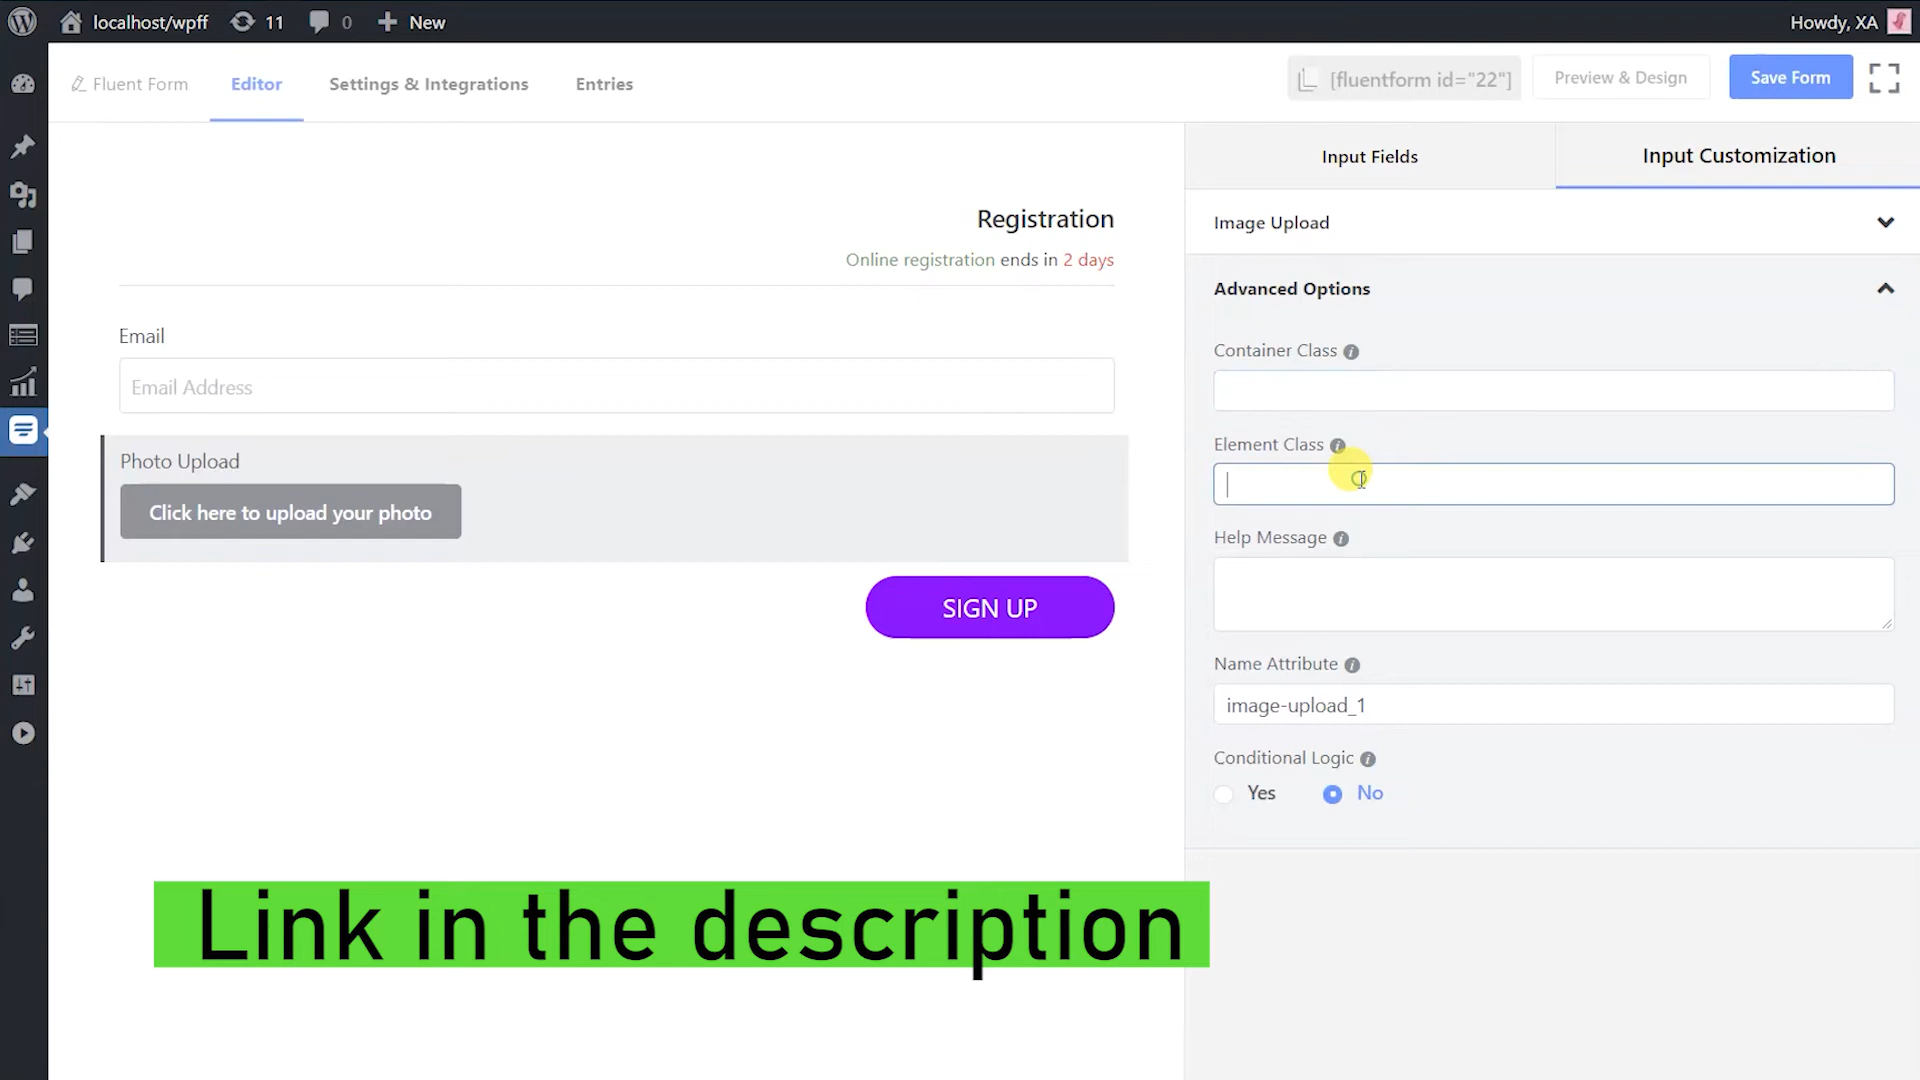 localhost/wpff 11 0 New Howdy, XA
Fluent Form Editor Settings & Integrations Entries [fluentform id="22"] Preview & Design Save Form
Input Fields Input Customization
Registration
Online registration ends in 2 days
Email
Email Address
Photo Upload
Click here to upload your photo
SIGN UP
Image Upload
Advanced Options
Container Class
Element Class
Help Message
Name Attribute
image-upload_1
Conditional Logic
Yes No
Link in the description